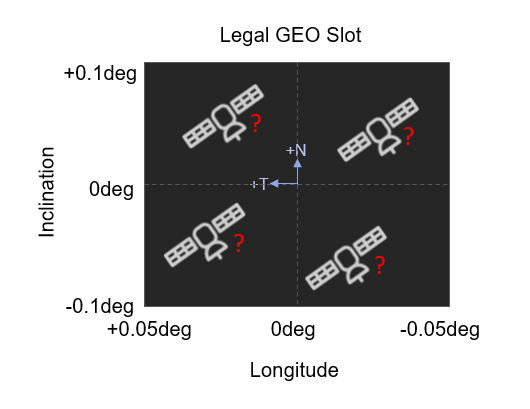 Legal GEO Slot
+0.1deg
?
?
+N
+T
0deg
Inclination
?
?
-0.1deg
+0.05deg
0deg
-0.05deg
Longitude